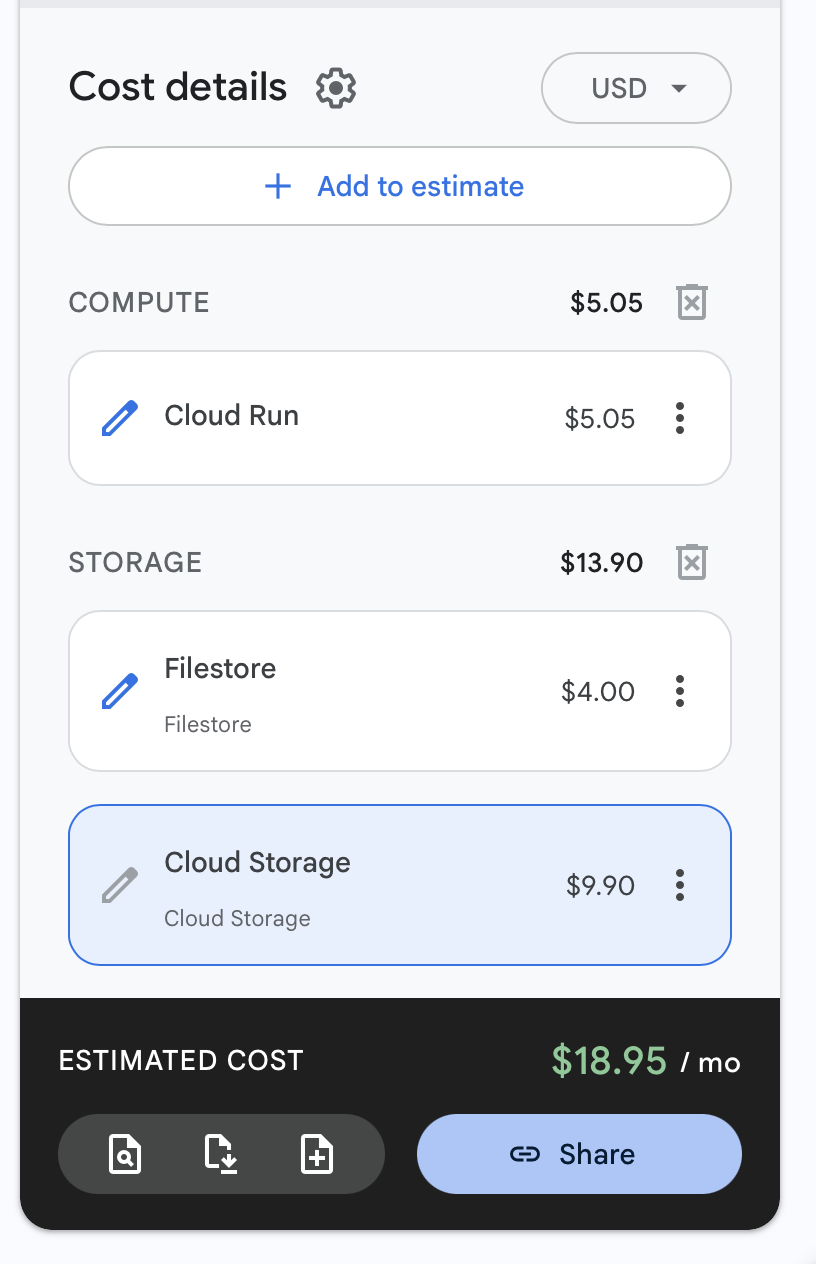 Cost details
USD
Add to estimate
COMPUTE $5.05
Cloud Run $5.05
STORAGE $13.90
Filestore
Filestore
$4.00
Cloud Storage
Cloud Storage
$9.90
ESTIMATED COST $18.95 / mo
Share